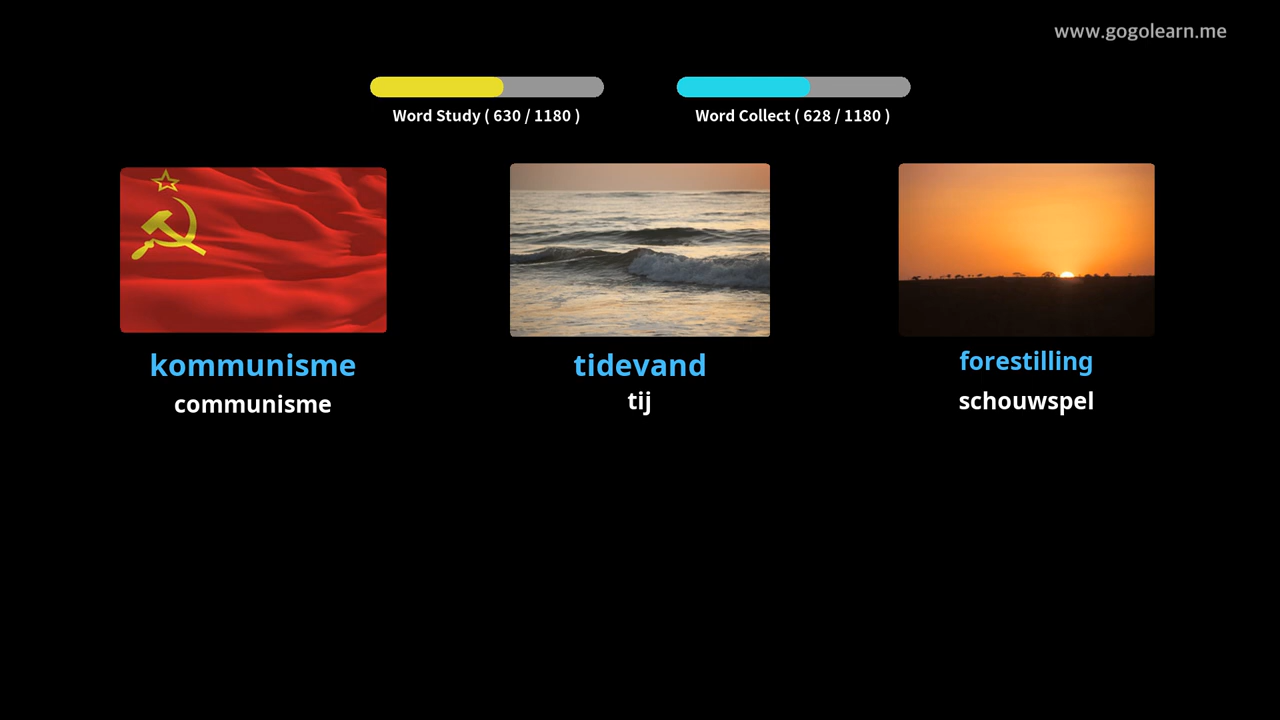 www.gogolearn.me
Word Study ( 630 / 1180 )
Word Collect ( 628 / 1180 )
kommunisme
communisme
tidevand
tij
forestilling
schouwspel